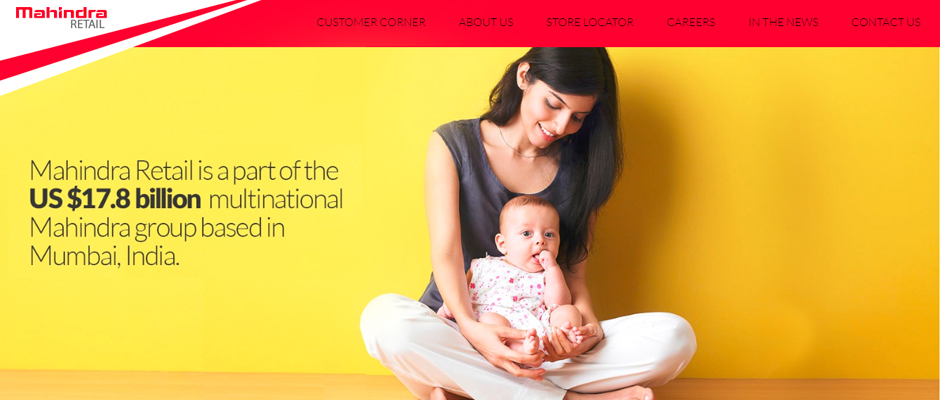 Mahindra
RETAIL
CUSTOMER CORNER ABOUT US STORE LOCATOR CAREERS IN THE NEWS CONTACT US
Mahindra Retail is a part of the
US $17.8 billion multinational
Mahindra group based in
Mumbai, India.